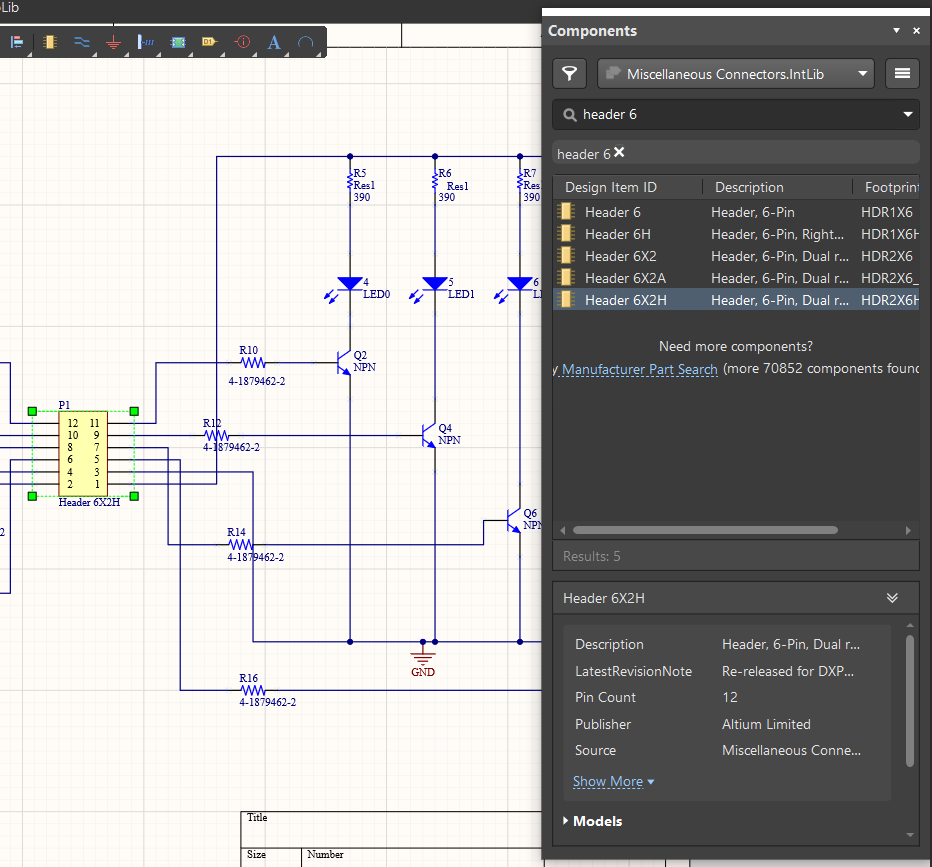 Lib
Components
Miscellaneous Connectors.IntLib
header 6
header 6
Design Item ID Description Footprint
Header 6 Header, 6-Pin HDR1X6
Header 6H Header, 6-Pin, Right... HDR1X6H
Header 6X2 Header, 6-Pin, Dual r... HDR2X6
Header 6X2A Header, 6-Pin, Dual r... HDR2X6_
Header 6X2H Header, 6-Pin, Dual r... HDR2X6H
Need more components?
y Manufacturer Part Search (more 70852 components found
Results: 5
Header 6X2H
Description Header, 6-Pin, Dual r...
LatestRevisionNote Re-released for DXP...
Pin Count 12
Publisher Altium Limited
Source Miscellaneous Conne...
Show More
Models
A
D1
R5
Res1
390
R6
Res1
390
R7
Res
390
4
LED0
5
LED1
6
L
R10
4-1879462-2
Q2
NPN
P1
12 11
10 9
8 7
6 5
4 3
2 1
Header 6X2H
R12
4-1879462-2
Q4
NPN
Q6
NPN
R14
4-1879462-2
2
GND
R16
4-1879462-2
Title
Size
Number